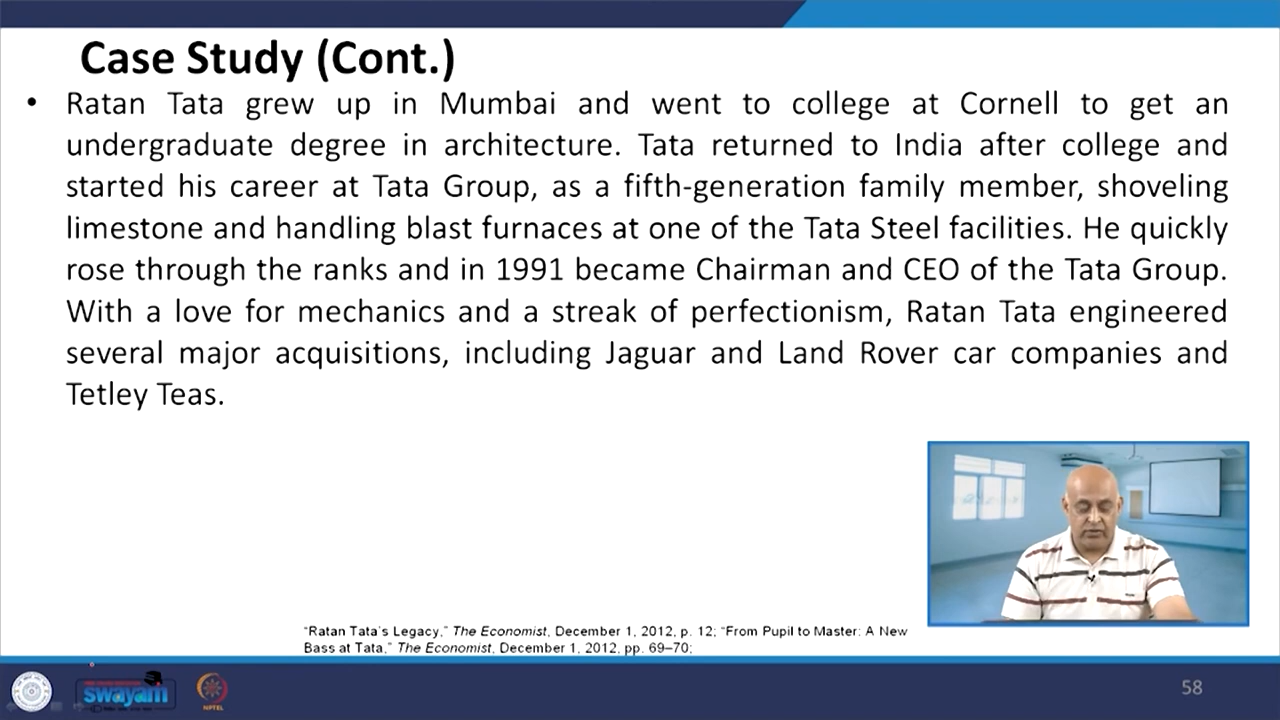 Case Study (Cont.)
• Ratan Tata grew up in Mumbai and went to college at Cornell to get an
undergraduate degree in architecture. Tata returned to India after college and
started his career at Tata Group, as a fifth-generation family member, shoveling
limestone and handling blast furnaces at one of the Tata Steel facilities. He quickly
rose through the ranks and in 1991 became Chairman and CEO of the Tata Group.
With a love for mechanics and a streak of perfectionism, Ratan Tata engineered
several major acquisitions, including Jaguar and Land Rover car companies and
Tetley Teas.
“Ratan Tata’s Legacy,” The Economist, December 1, 2012, p. 12; “From Pupil to Master: A New
Bass at Tata,” The Economist, December 1, 2012, pp. 69–70;
swayam
NPTEL
58